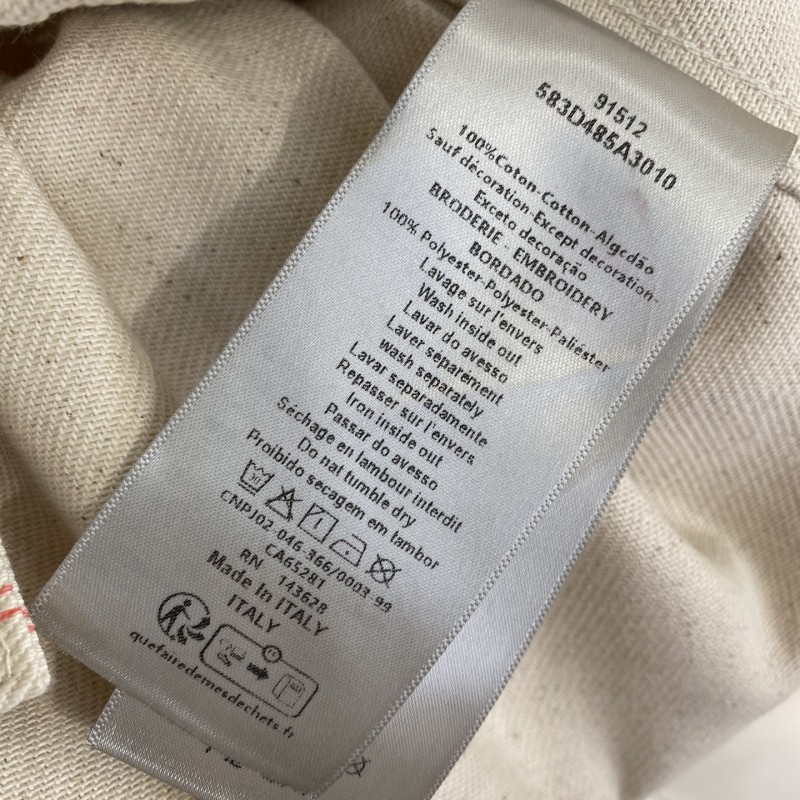 91512
583D485A3010
100%Coton-Cotton-Algodão
Sauf décoration-Except decoration-
Exceto decoração
BRODERIE - EMBROIDERY
BORDADO
100% Polyester-Polyester-Paliéster
Lavage sur l'envers
Wash inside out
Lavar do avesso
Laver séparément
wash separately
Lavar separadamente
Repasser sur l'envers
Iron inside out
Passar do avesso
Séchage en tambour interdit
Do not tumble dry
Proibido secagem em tambor
30
CNPJ02-046-366/0003-99
CA65281
RN 143628
Made In ITALY
ITALY
quefairedemesdechets.fr